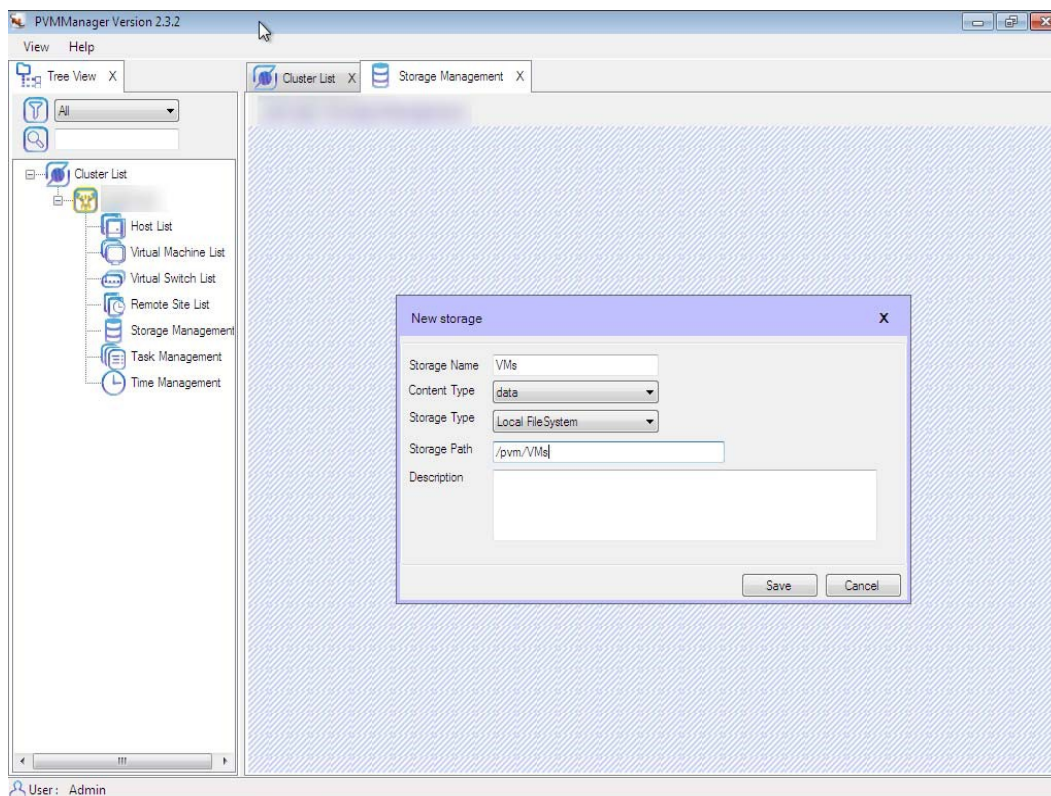 PVMManager Version 2.3.2
View Help
Tree View X
Cluster List X
Storage Management X
All
Cluster List
Host List
Virtual Machine List
Virtual Switch List
Remote Site List
Storage Management
Task Management
Time Management
New storage X
Storage Name VMs
Content Type data
Storage Type Local FileSystem
Storage Path /pvm/VMs
Description
Save Cancel
User : Admin